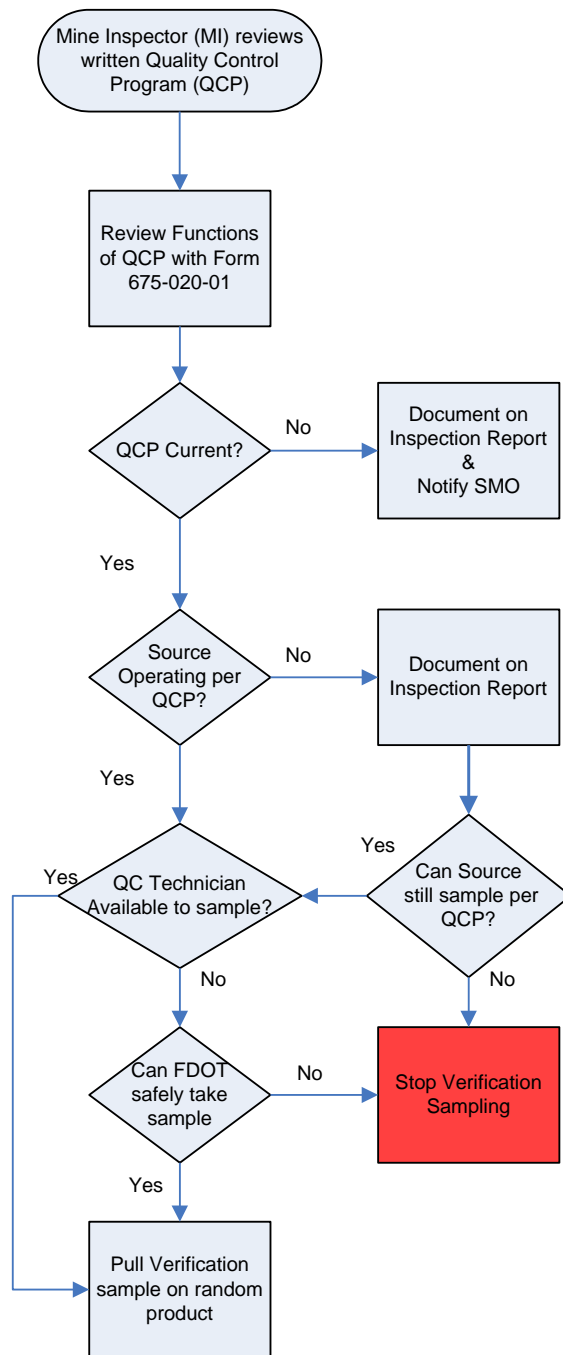 Mine Inspector (MI) reviews
written Quality Control
Program (QCP)
Review Functions
of QCP with Form
675-020-01
QCP Current?
No
Document on
Inspection Report
&
Notify SMO
Yes
Source
Operating per
QCP?
No
Document on
Inspection Report
Yes
Yes
QC Technician
Available to sample?
Yes
Can Source
still sample per
QCP?
No
No
Can FDOT
safely take
sample
No
Stop Verification
Sampling
Yes
Pull Verification
sample on random
product